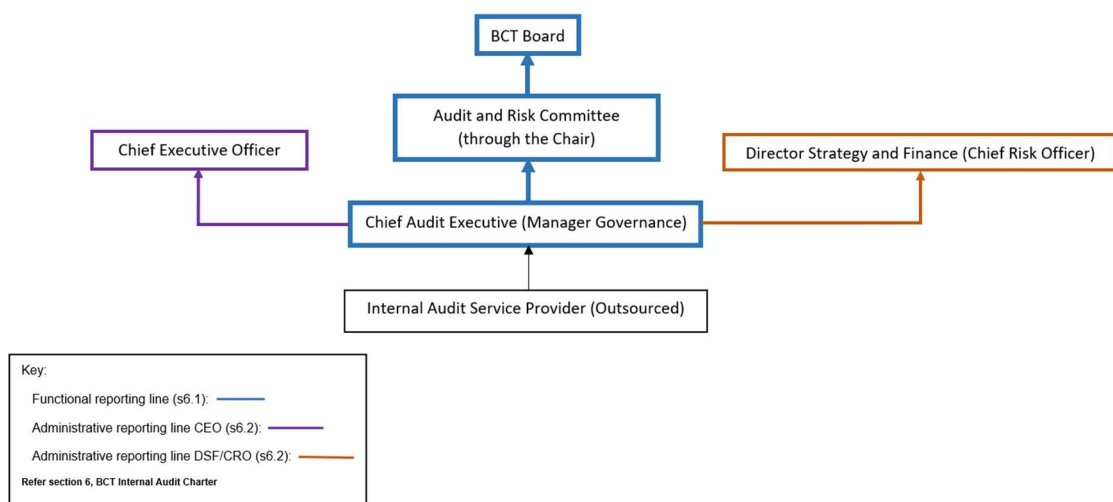 BCT Board
Audit and Risk Committee
(through the Chair)
Chief Executive Officer
Director Strategy and Finance (Chief Risk Officer)
Chief Audit Executive (Manager Governance)
Internal Audit Service Provider (Outsourced)
Key:
Functional reporting line (s6.1):
Administrative reporting line CEO (s6.2):
Administrative reporting line DSF/CRO (s6.2):
Refer section 6, BCT Internal Audit Charter